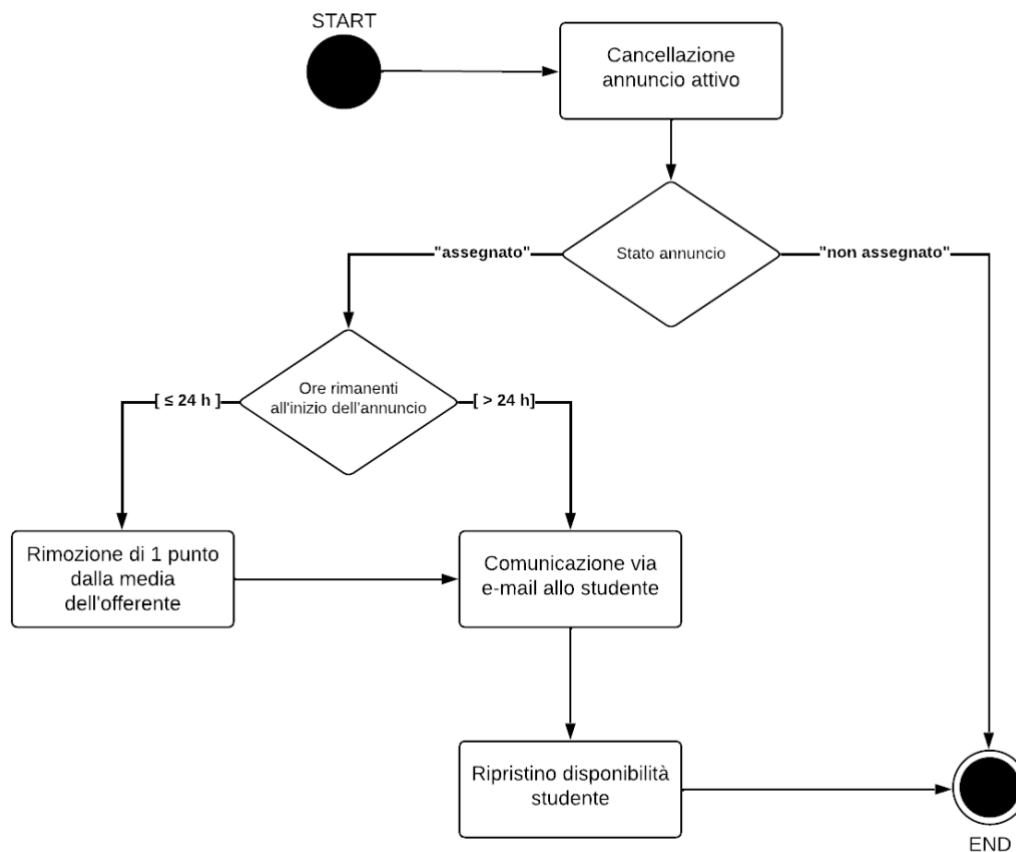 START
Cancellazione
annuncio attivo
Stato annuncio
"assegnato"
"non assegnato"
Ore rimanenti
all'inizio dell'annuncio
[ ≤ 24 h ]
[ > 24 h]
Rimozione di 1 punto
dalla media
dell'offerente
Comunicazione via
e-mail allo studente
Ripristino disponibilità
studente
END